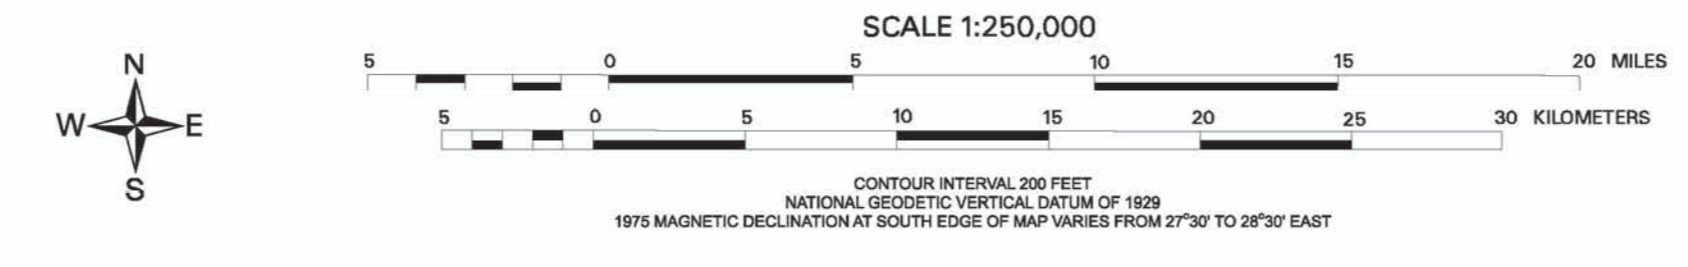 SCALE 1:250,000
5 0 5 10 15 20 MILES
5 0 5 10 15 20 25 30 KILOMETERS
N
W E
S
CONTOUR INTERVAL 200 FEET
NATIONAL GEODETIC VERTICAL DATUM OF 1929
1975 MAGNETIC DECLINATION AT SOUTH EDGE OF MAP VARIES FROM 27°30' TO 28°30' EAST